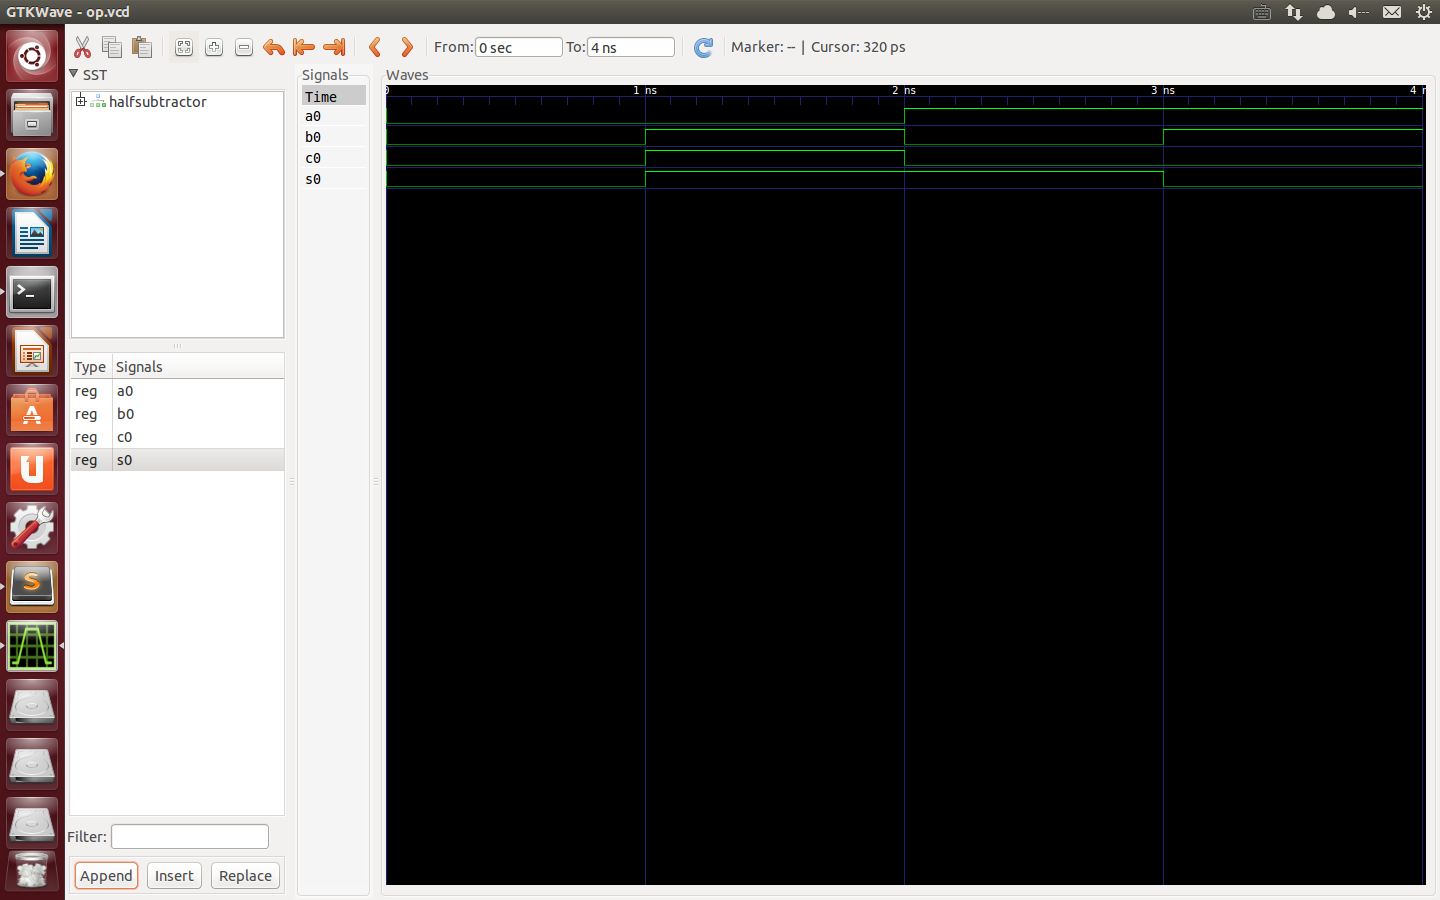 GTKWave - op.vcd
From: 0 sec To: 4 ns Marker: -- | Cursor: 320 ps
SST
halfsubtractor
Type Signals
reg a0
reg b0
reg c0
reg s0
Filter:
Append Insert Replace
Signals
Time
a0
b0
c0
s0
Waves
0 1 ns 2 ns 3 ns 4 n